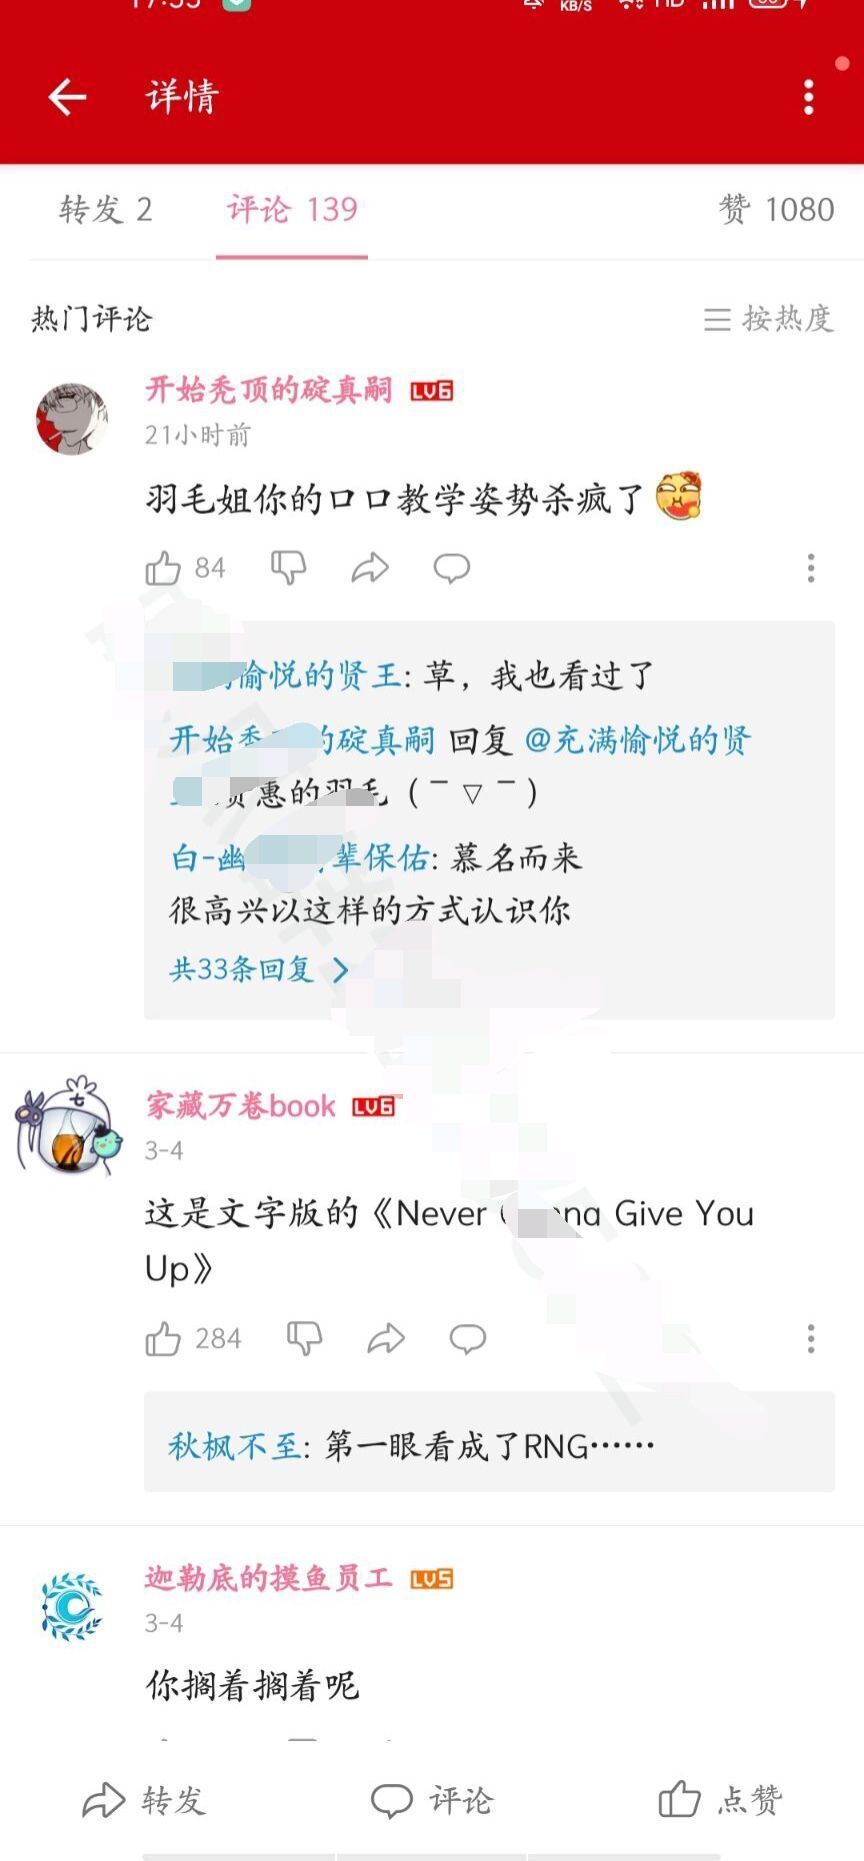 KB/S HD
详情
转发 2 评论 139 赞 1080
热门评论 按热度
开始秃顶的碇真嗣 LV6
21小时前
羽毛姐你的口口教学姿势杀疯了
84
愉悦的贤王: 草，我也看过了
开始秃 的碇真嗣 回复 @充满愉悦的贤
惠的羽毛（￣▽￣）
白-幽 辈保佑: 慕名而来
很高兴以这样的方式认识你
共33条回复
家藏万卷book LV6
3-4
这是文字版的《Never Give You
Up》
284
秋枫不至: 第一眼看成了RNG······
迦勒底的摸鱼员工 LV5
3-4
你搁着搁着呢
转发 评论 点赞